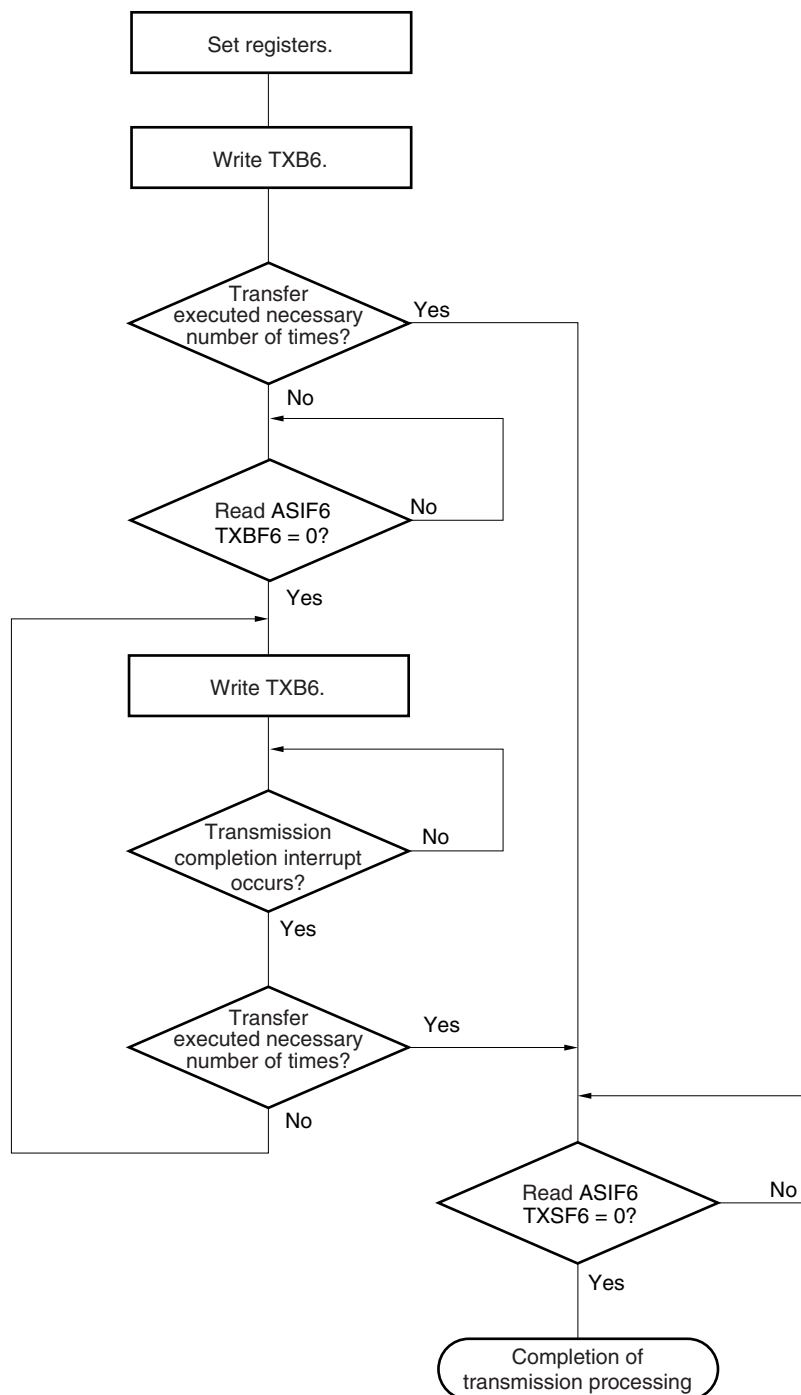 Set registers.
Write TXB6.
Transfer
executed necessary
number of times?
Yes
No
Read ASIF6
TXBF6 = 0?
No
Yes
Write TXB6.
Transmission
completion interrupt
occurs?
No
Yes
Transfer
executed necessary
number of times?
Yes
No
Read ASIF6
TXSF6 = 0?
No
Yes
Completion of
transmission processing